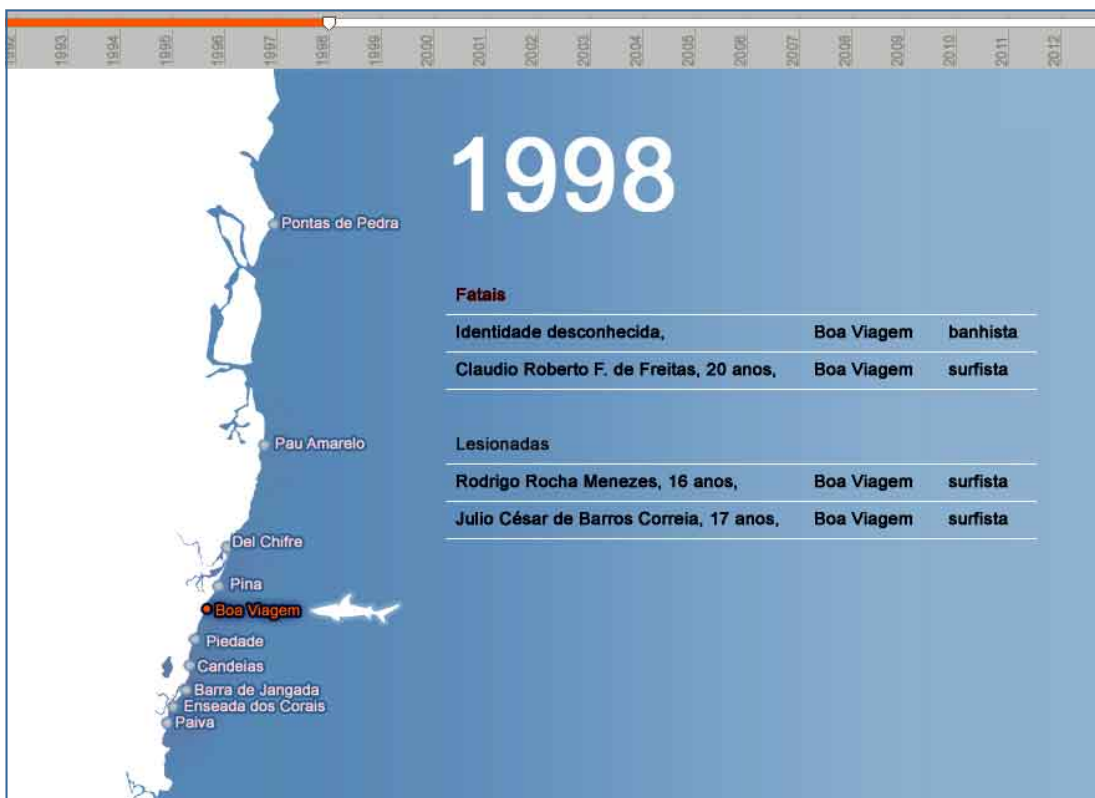 1992 1993 1994 1995 1996 1997 1998 1999 2000 2001 2002 2003 2004 2005 2006 2007 2008 2009 2010 2011 2012
1998
Pontas de Pedra
Fatais
Identidade desconhecida, Boa Viagem banhista
Claudio Roberto F. de Freitas, 20 anos, Boa Viagem surfista
Pau Amarelo
Lesionadas
Rodrigo Rocha Menezes, 16 anos, Boa Viagem surfista
Julio César de Barros Correia, 17 anos, Boa Viagem surfista
Del Chifre
Pina
Boa Viagem
Piedade
Candeias
Barra de Jangada
Enseada dos Corais
Paiva